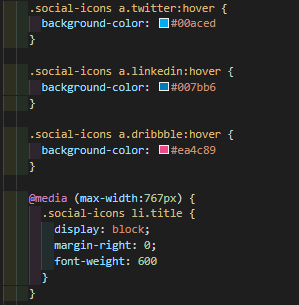 .social-icons a.twitter:hover {
  background-color: #00aced
}

.social-icons a.linkedin:hover {
  background-color: #007bb6
}

.social-icons a.dribbble:hover {
  background-color: #ea4c89
}

@media (max-width:767px) {
  .social-icons li.title {
    display: block;
    margin-right: 0;
    font-weight: 600
  }
}